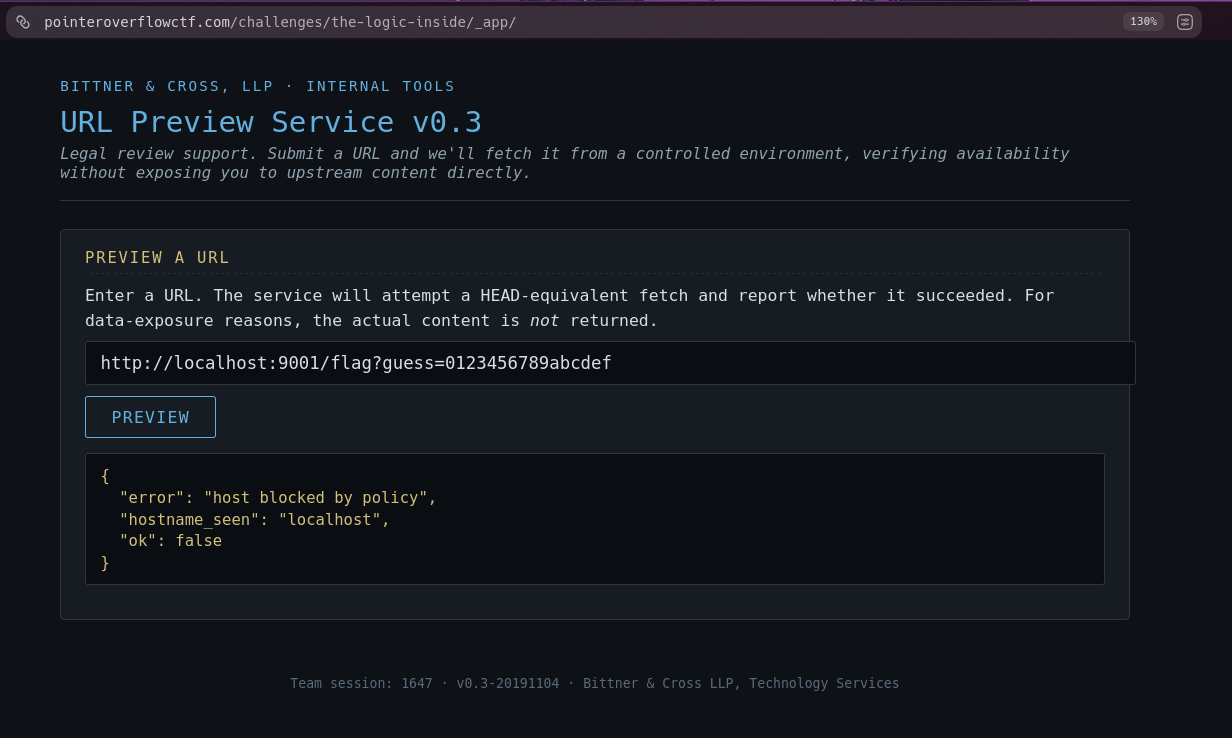 pointeroverflowctf.com/challenges/the-logic-inside/_app/
130%
BITTNER & CROSS, LLP · INTERNAL TOOLS
URL Preview Service v0.3
Legal review support. Submit a URL and we'll fetch it from a controlled environment, verifying availability
without exposing you to upstream content directly.
PREVIEW A URL
Enter a URL. The service will attempt a HEAD-equivalent fetch and report whether it succeeded. For
data-exposure reasons, the actual content is not returned.
http://localhost:9001/flag?guess=0123456789abcdef
PREVIEW
{
  "error": "host blocked by policy",
  "hostname_seen": "localhost",
  "ok": false
}
Team session: 1647 · v0.3-20191104 · Bittner & Cross LLP, Technology Services